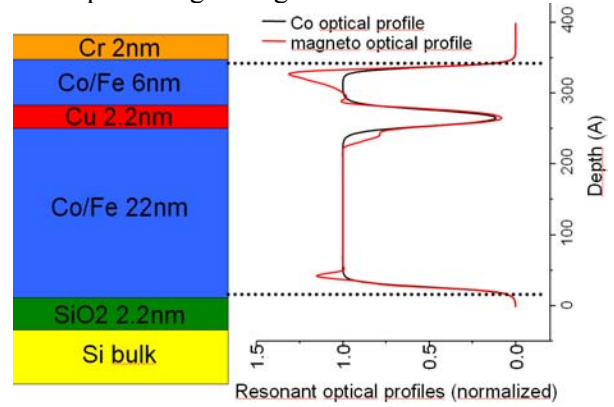 Co optical profile
magneto optical profile
Cr 2nm
Co/Fe 6nm
Cu 2.2nm
Co/Fe 22nm
SiO2 2.2nm
Si bulk
400
300
200
100
0
Depth (A)
1.5
1.0
0.5
0.0
Resonant optical profiles (normalized)